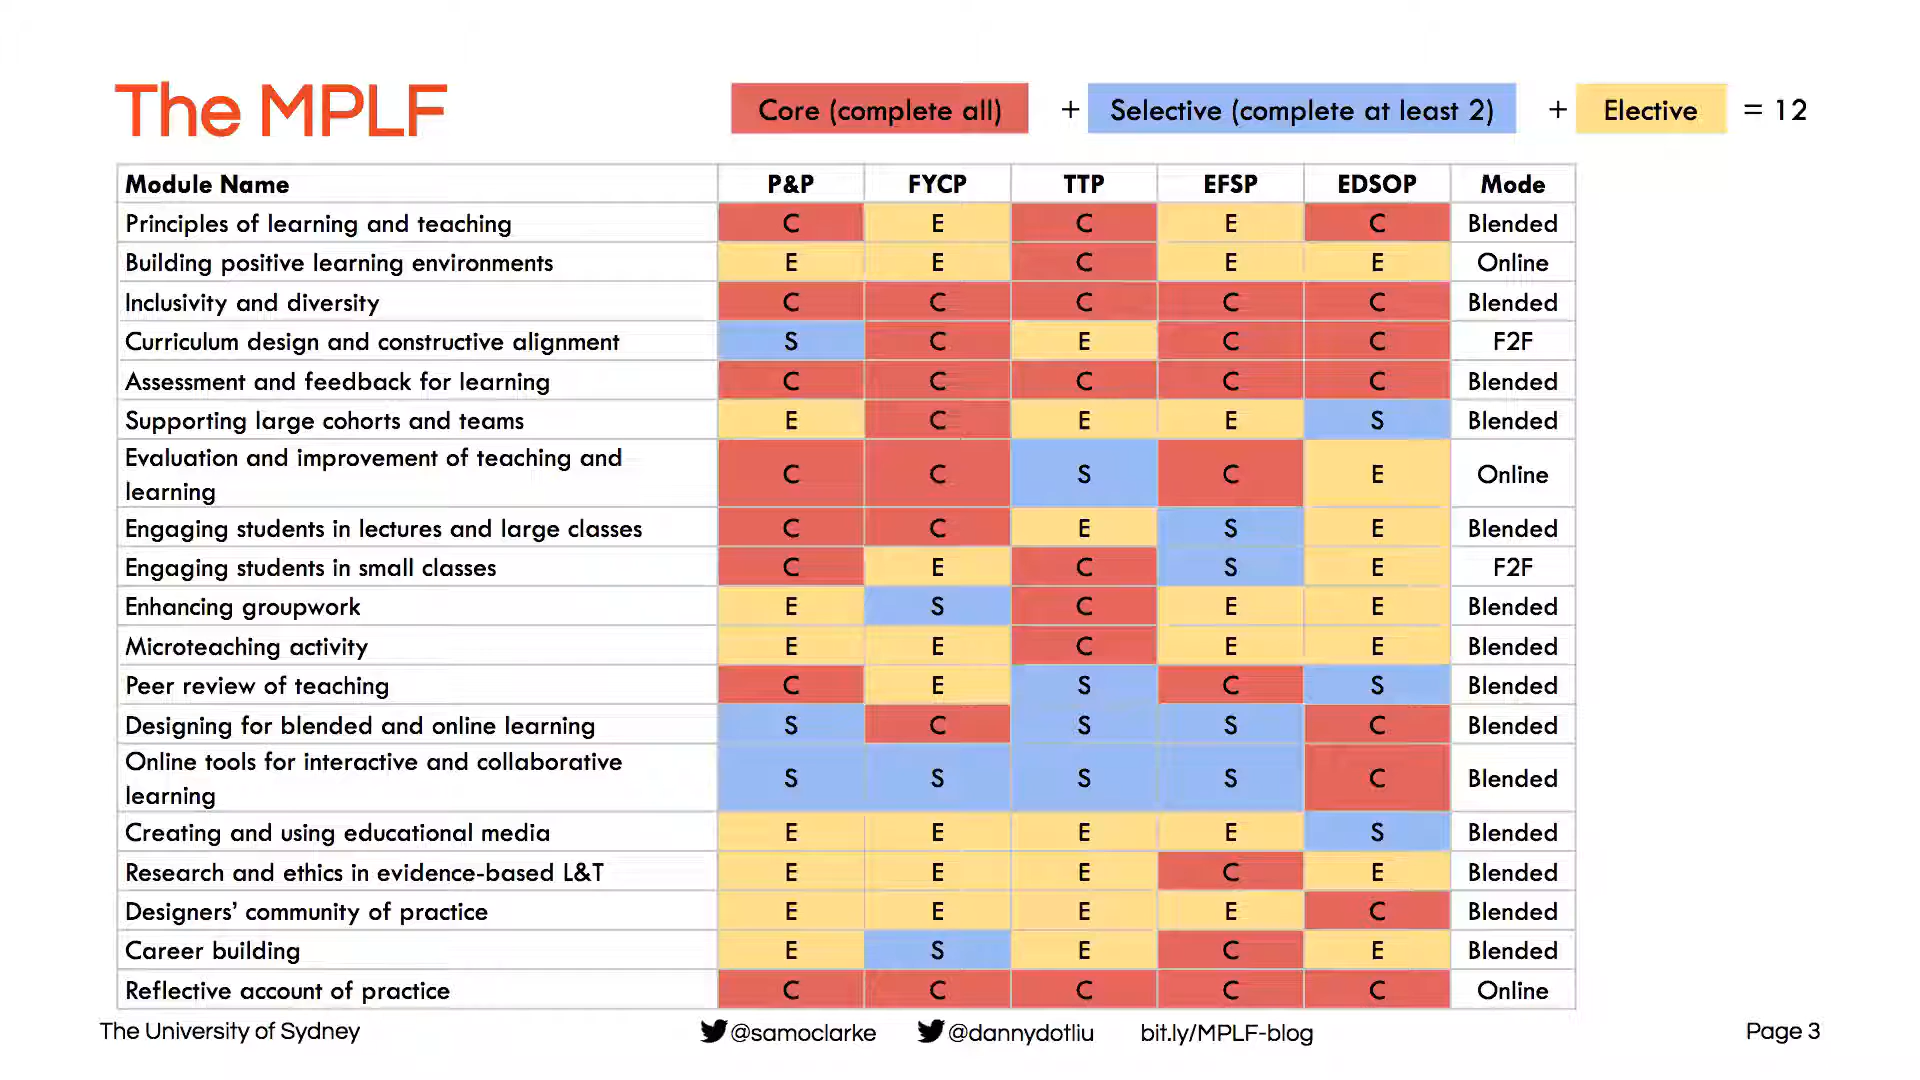 The MPLF
Core (complete all) + Selective (complete at least 2) + Elective = 12
Module Name P&P FYCP TTP EFSP EDSOP Mode
Principles of learning and teaching C E C E C Blended
Building positive learning environments E E C E E Online
Inclusivity and diversity C C C C C Blended
Curriculum design and constructive alignment S C E C C F2F
Assessment and feedback for learning C C C C C Blended
Supporting large cohorts and teams E C E E S Blended
Evaluation and improvement of teaching and
learning C C S C E Online
Engaging students in lectures and large classes C C E S E Blended
Engaging students in small classes C E C S E F2F
Enhancing groupwork E S C E E Blended
Microteaching activity E E C E E Blended
Peer review of teaching C E S C S Blended
Designing for blended and online learning S C S S C Blended
Online tools for interactive and collaborative
learning S S S S C Blended
Creating and using educational media E E E E S Blended
Research and ethics in evidence-based L&T E E E C E Blended
Designers’ community of practice E E E E C Blended
Career building E S E C E Blended
Reflective account of practice C C C C C Online
The University of Sydney @samoclarke @dannydotliu bit.ly/MPLF-blog Page 3